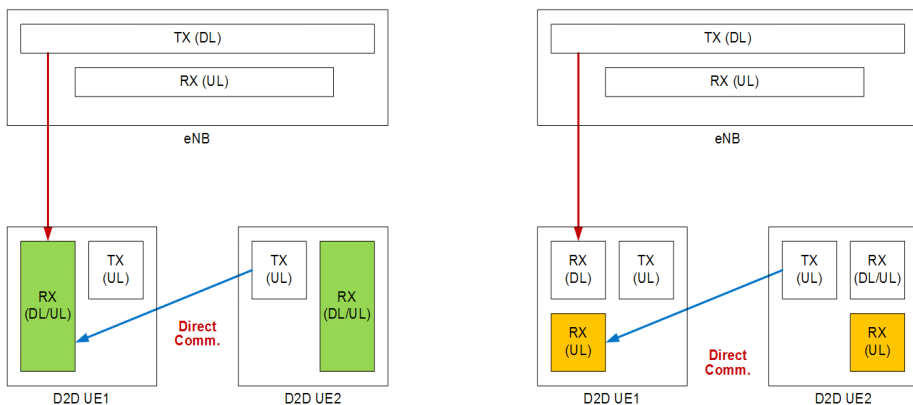 TX (DL)
RX (UL)
eNB
RX
(DL/UL)
TX
(UL)
TX
(UL)
RX
(DL/UL)
Direct
Comm.
D2D UE1
D2D UE2
TX (DL)
RX (UL)
eNB
RX
(DL)
TX
(UL)
TX
(UL)
RX
(DL/UL)
RX
(UL)
RX
(UL)
Direct
Comm.
D2D UE1
D2D UE2